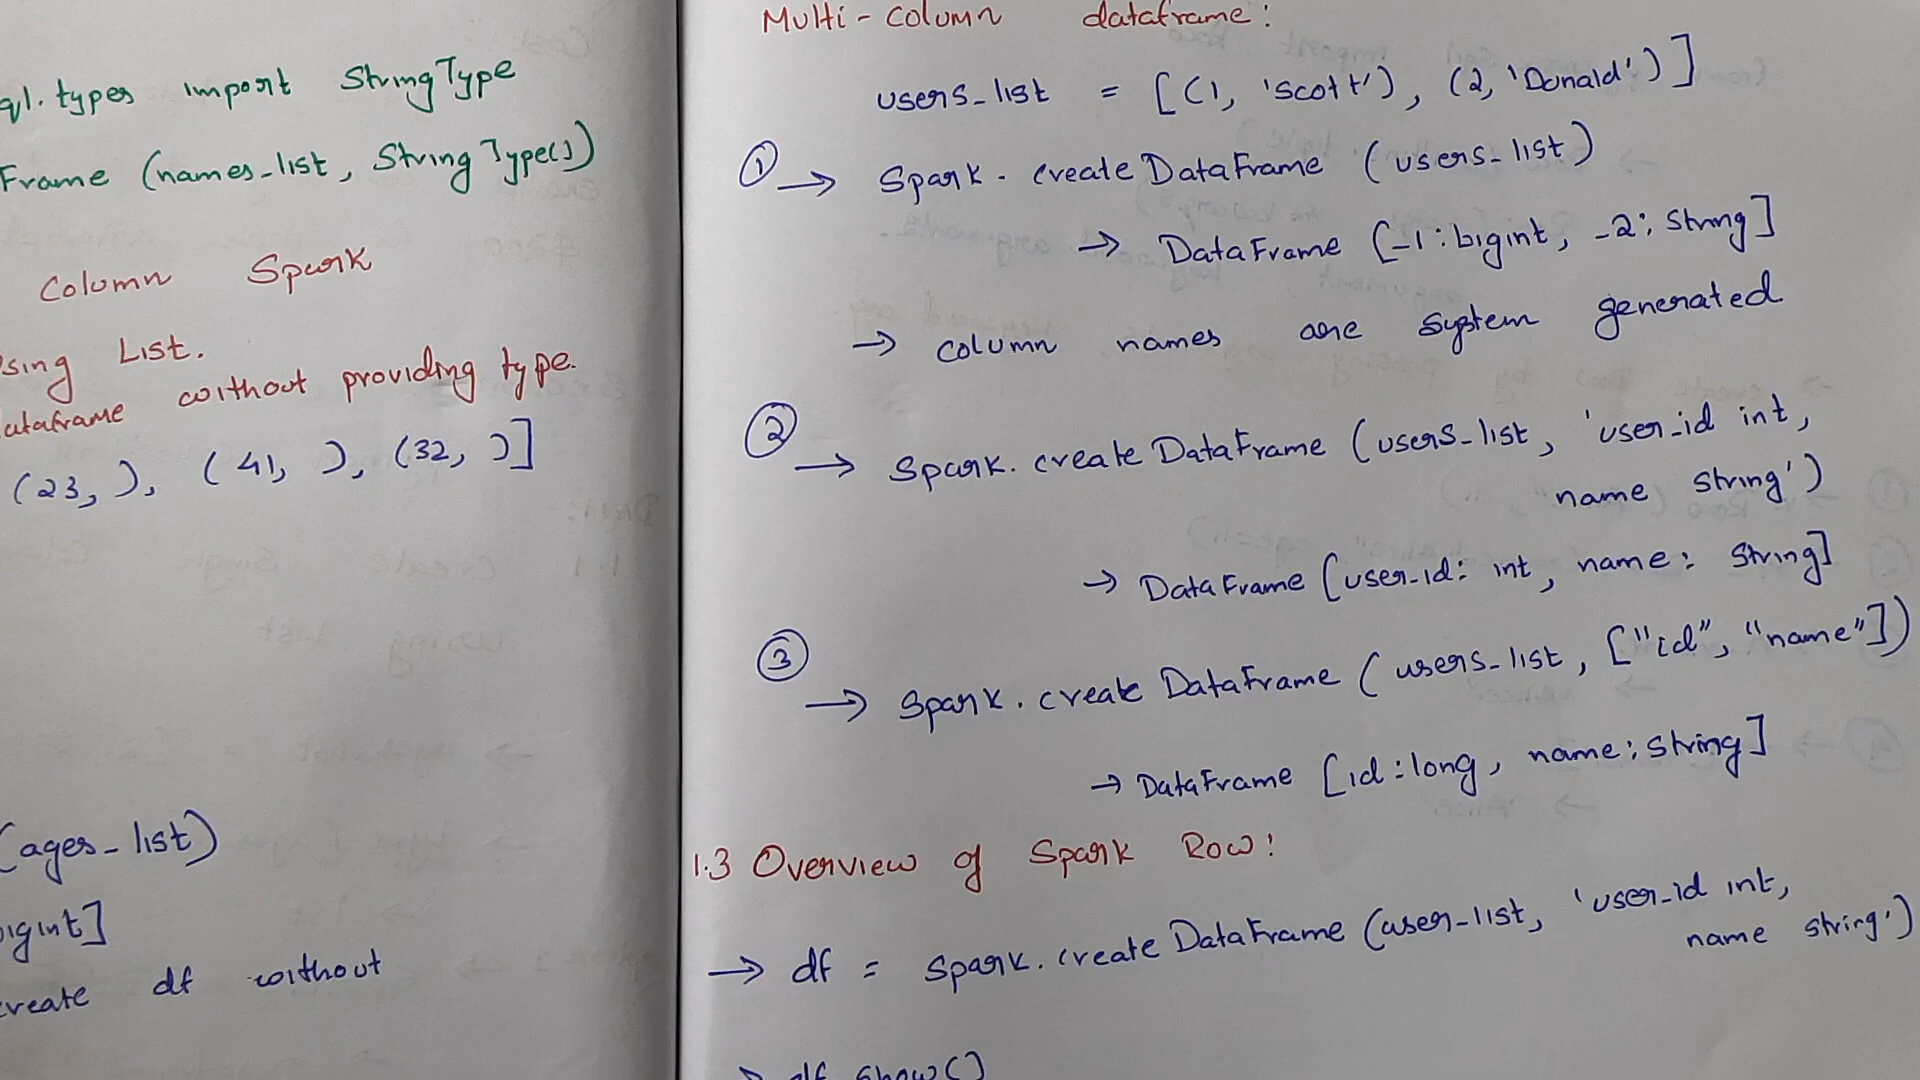 ql. types import StringType
Frame (names_list, StringType())
Column Spark
sing List.
ataframe without providing type.
(23, ), (41, ), (32, )]
(ages_list)
bigint]
create df without
Multi-column dataframe:
users_list = [(1, 'Scott'), (2, 'Donald')]
① → Spark. createDataFrame (users_list)
→ DataFrame [_1: bigint, _2: string]
→ column names are system generated
② → Spark. createDataFrame (users_list, 'user_id int,
name string')
→ DataFrame [user_id: int, name: string]
③ → Spark. createDataFrame (users_list, ["id", "name"])
→ DataFrame [id: long, name: string]
1.3 Overview of Spark Row:
→ df = spark. createDataFrame (user_list, 'user_id int,
name string')
→ df show()